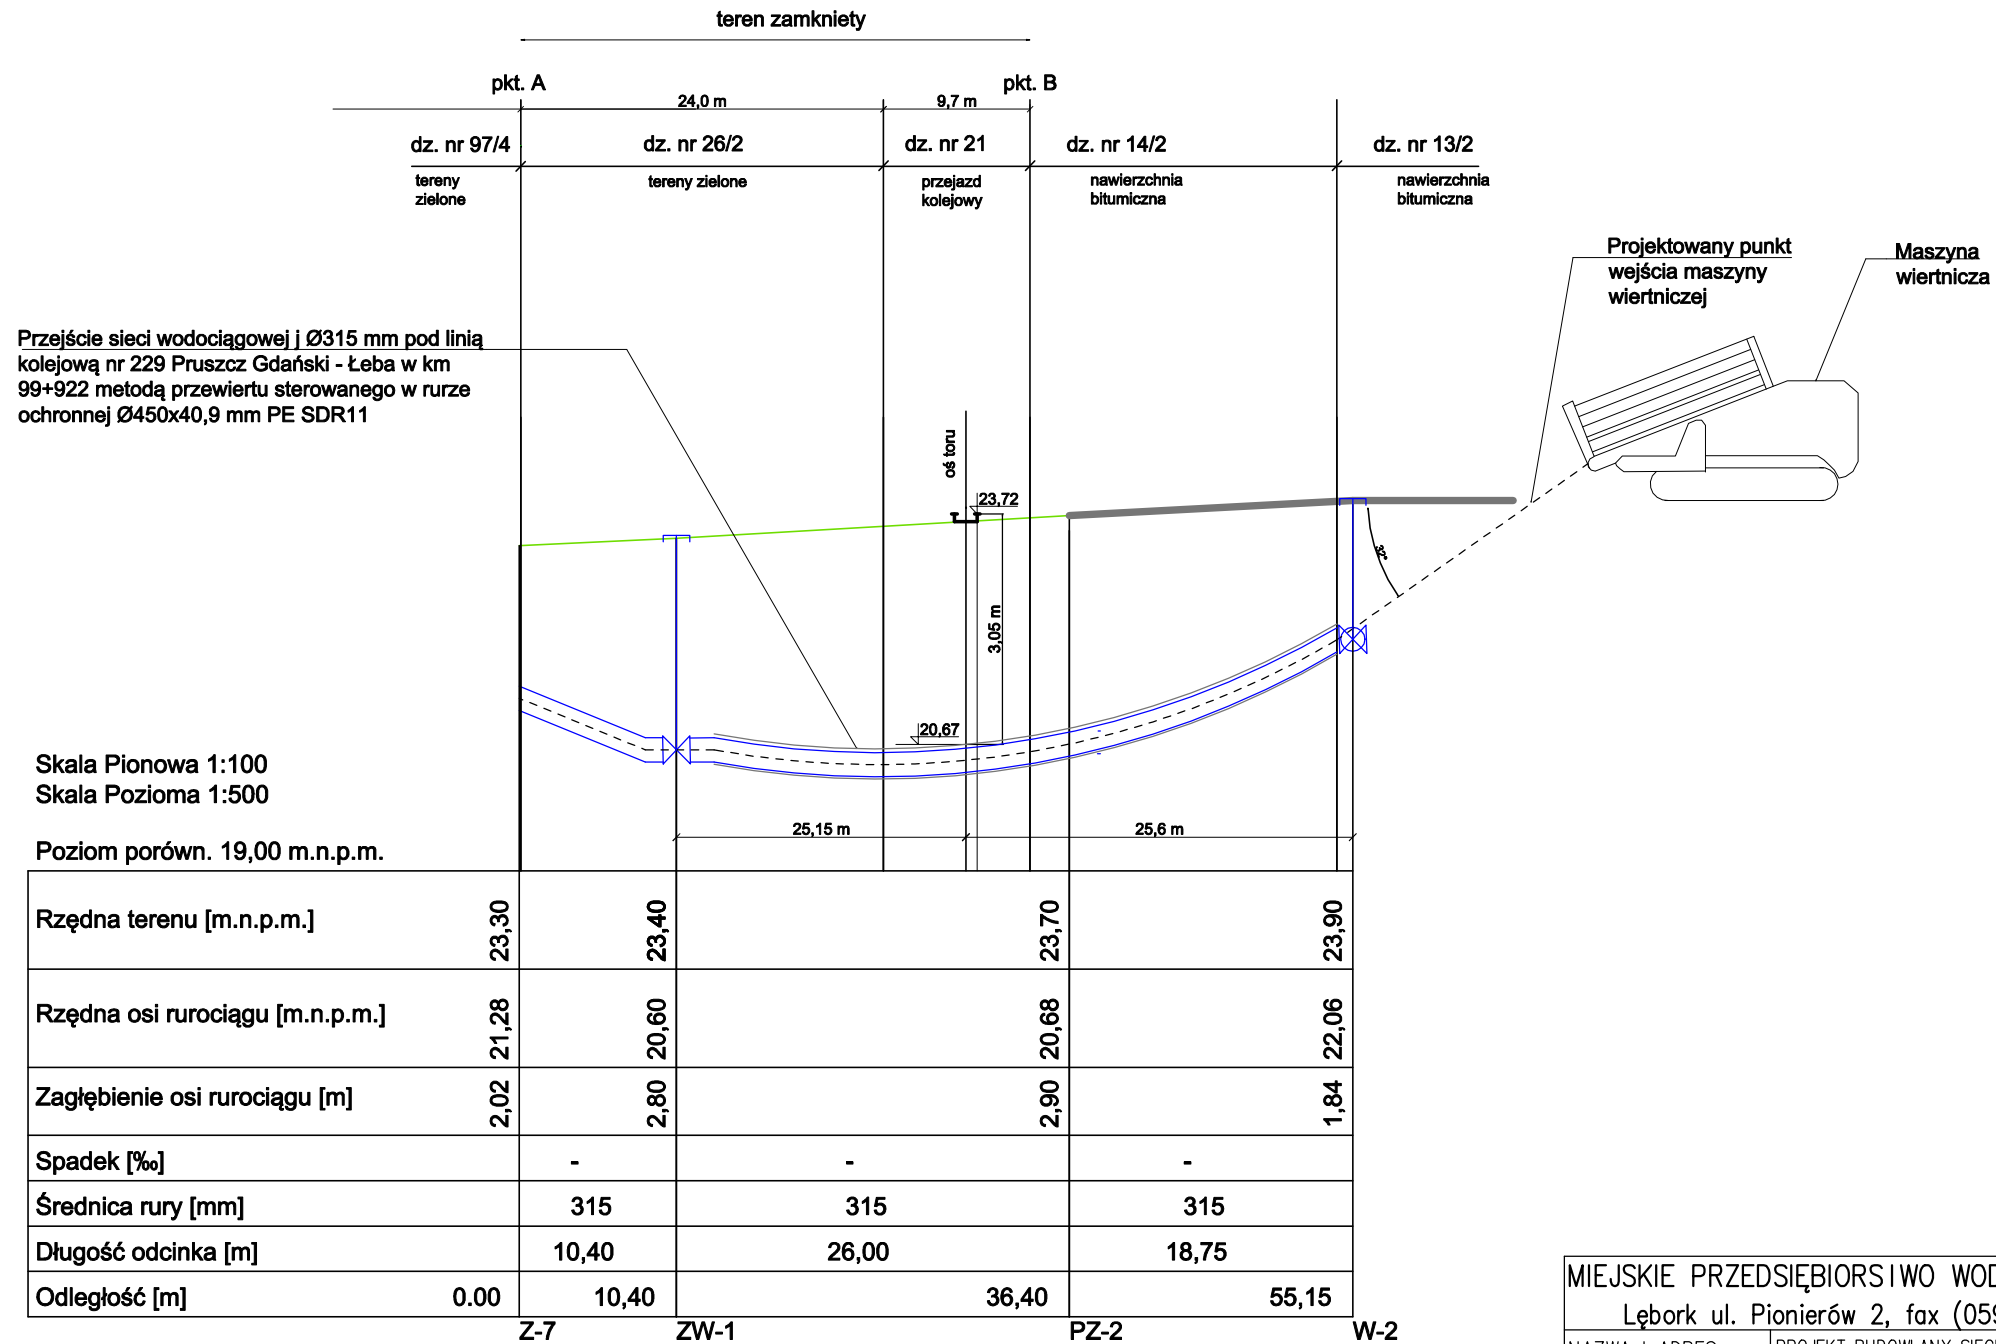 teren zamkniety
pkt. A
pkt. B
24,0 m
9,7 m
dz. nr 97/4
dz. nr 26/2
dz. nr 21
dz. nr 14/2
dz. nr 13/2
tereny
zielone
tereny zielone
przejazd
kolejowy
nawierzchnia
bitumiczna
nawierzchnia
bitumiczna
Projektowany punkt
wejścia maszyny
wiertniczej
Maszyna
wiertnicza
Przejście sieci wodociągowej j Ø315 mm pod linią
kolejową nr 229 Pruszcz Gdański - Łeba w km
99+922 metodą przewiertu sterowanego w rurze
ochronnej Ø450x40,9 mm PE SDR11
oś toru
23,72
32°
3,05 m
20,67
Skala Pionowa 1:100
Skala Pozioma 1:500
25,15 m
25,6 m
Poziom porówn. 19,00 m.n.p.m.
Rzędna terenu [m.n.p.m.] 23,30 23,40 23,70 23,90
Rzędna osi rurociągu [m.n.p.m.] 21,28 20,60 20,68 22,06
Zagłębienie osi rurociągu [m] 2,02 2,80 2,90 1,84
Spadek [‰] - - -
Średnica rury [mm] 315 315 315
Długość odcinka [m] 10,40 26,00 18,75
Odległość [m] 0.00 10,40 36,40 55,15
Z-7 ZW-1 PZ-2 W-2
MIEJSKIE PRZEDSIĘBIORSTWO WOD
Lębork ul. Pionierów 2, fax (059